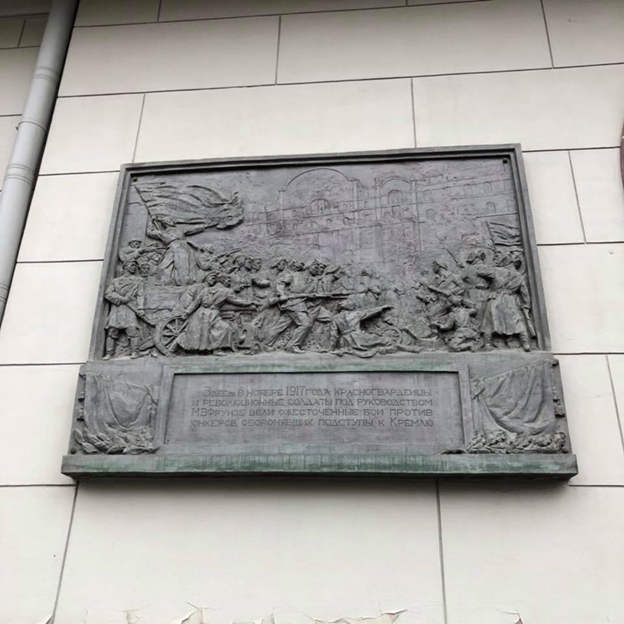 Здесь в ноябре 1917 года красногвардейцы
и революционные солдаты под руководством
М.В.Фрунзе вели ожесточенные бои против
юнкеров оборонявших подступы к Кремлю